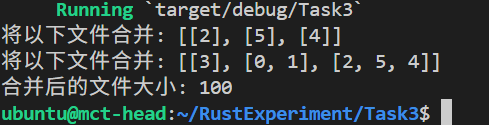 Running `target/debug/Task3`
将以下文件合并: [[2], [5], [4]]
将以下文件合并: [[3], [0, 1], [2, 5, 4]]
合并后的文件大小: 100
ubuntu@mct-head:~/RustExperiment/Task3$